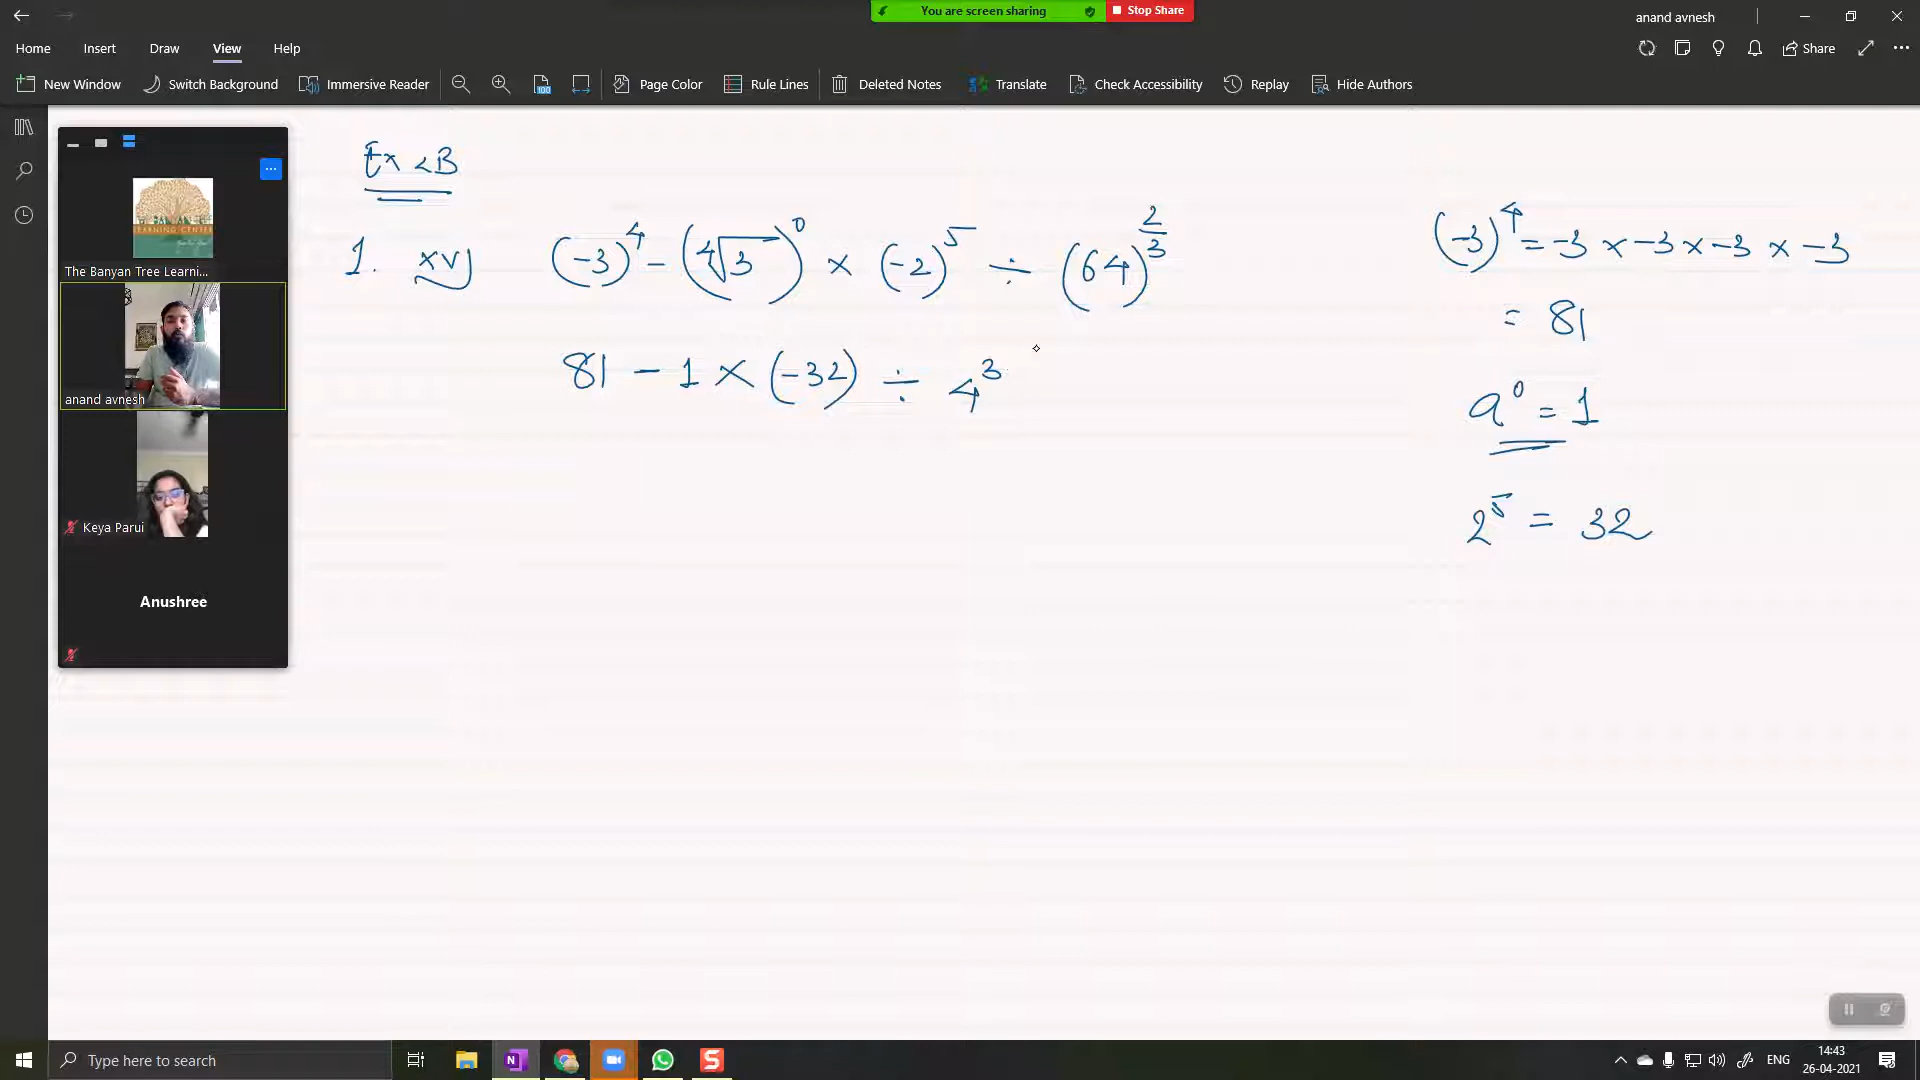 You are screen sharing
Stop Share
anand avnesh
Home Insert Draw View Help
Share
New Window Switch Background Immersive Reader 100 Page Color Rule Lines Deleted Notes Translate Check Accessibility Replay Hide Authors
Ex 2B
1. xv) (-3)^4 - (∜3)^0 × (-2)^5 ÷ (64)^(2/3)
81 - 1 × (-32) ÷ 4^3
(-3)^4 = -3 × -3 × -3 × -3
= 81
a^0 = 1
2^5 = 32
LEARNING CENTER
The Banyan Tree Learni...
anand avnesh
Keya Parui
Anushree
Type here to search
ENG
14:43
26-04-2021